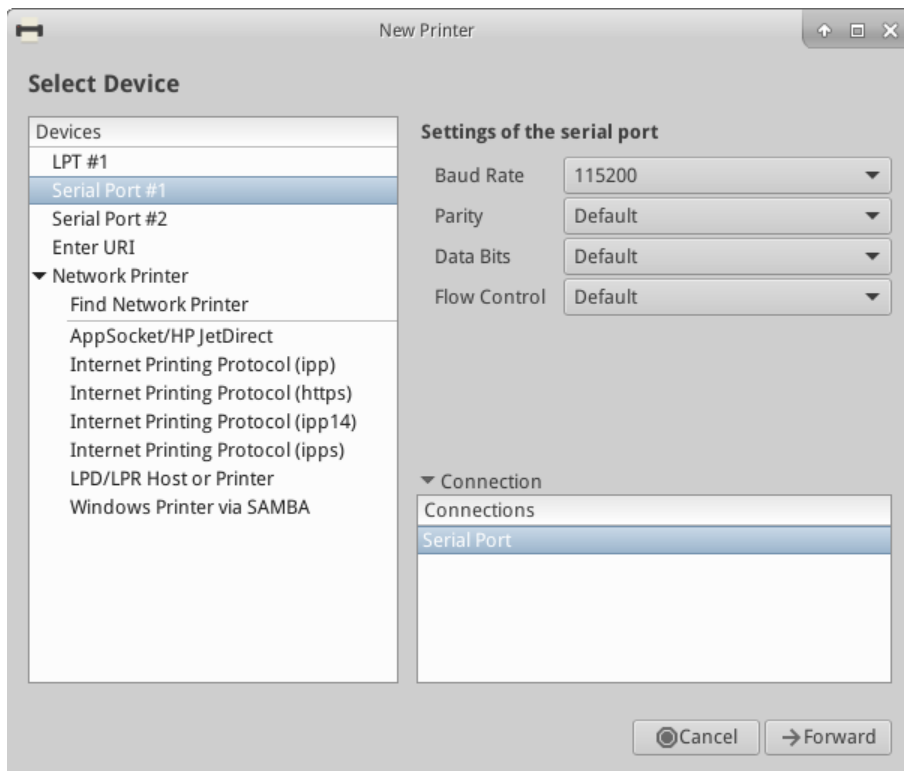 New Printer
Select Device
Devices
LPT #1
Serial Port #1
Serial Port #2
Enter URI
Network Printer
Find Network Printer
AppSocket/HP JetDirect
Internet Printing Protocol (ipp)
Internet Printing Protocol (https)
Internet Printing Protocol (ipp14)
Internet Printing Protocol (ipps)
LPD/LPR Host or Printer
Windows Printer via SAMBA
Settings of the serial port
Baud Rate 115200
Parity Default
Data Bits Default
Flow Control Default
Connection
Connections
Serial Port
Cancel Forward